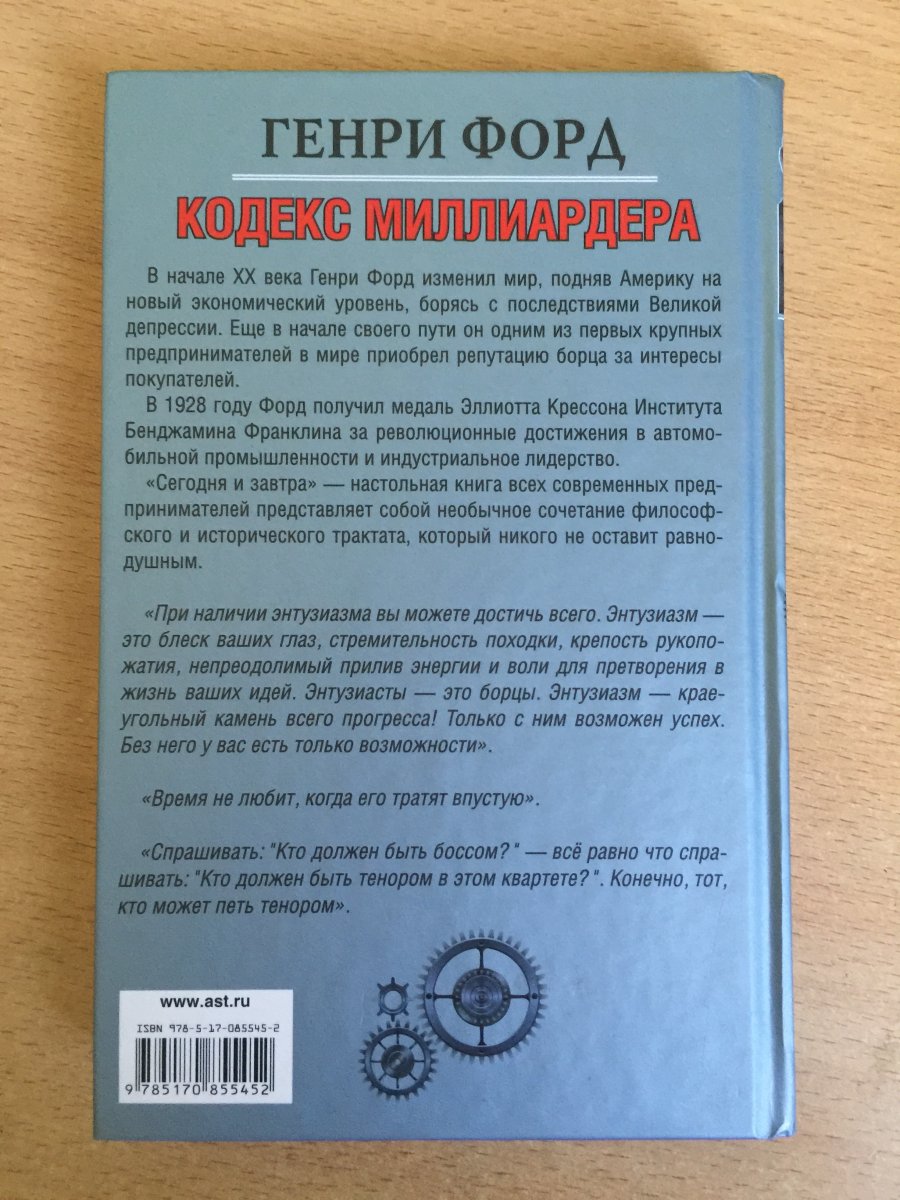 ГЕНРИ ФОРД
КОДЕКС МИЛЛИАРДЕРА
В начале XX века Генри Форд изменил мир, подняв Америку на
новый экономический уровень, борясь с последствиями Великой
депрессии. Еще в начале своего пути он одним из первых крупных
предпринимателей в мире приобрел репутацию борца за интересы
покупателей.
В 1928 году Форд получил медаль Эллиотта Крессона Института
Бенджамина Франклина за революционные достижения в автомо-
бильной промышленности и индустриальное лидерство.
«Сегодня и завтра» — настольная книга всех современных пред-
принимателей представляет собой необычное сочетание философ-
ского и исторического трактата, который никого не оставит равно-
душным.
«При наличии энтузиазма вы можете достичь всего. Энтузиазм —
это блеск ваших глаз, стремительность походки, крепость рукопо-
жатия, непреодолимый прилив энергии и воли для претворения в
жизнь ваших идей. Энтузиасты — это борцы. Энтузиазм — крае-
угольный камень всего прогресса! Только с ним возможен успех.
Без него у вас есть только возможности».
«Время не любит, когда его тратят впустую».
«Спрашивать: "Кто должен быть боссом?" — всё равно что спра-
шивать: "Кто должен быть тенором в этом квартете?". Конечно, тот,
кто может петь тенором».
www.ast.ru
ISBN 978-5-17-085545-2
9 785170 855452